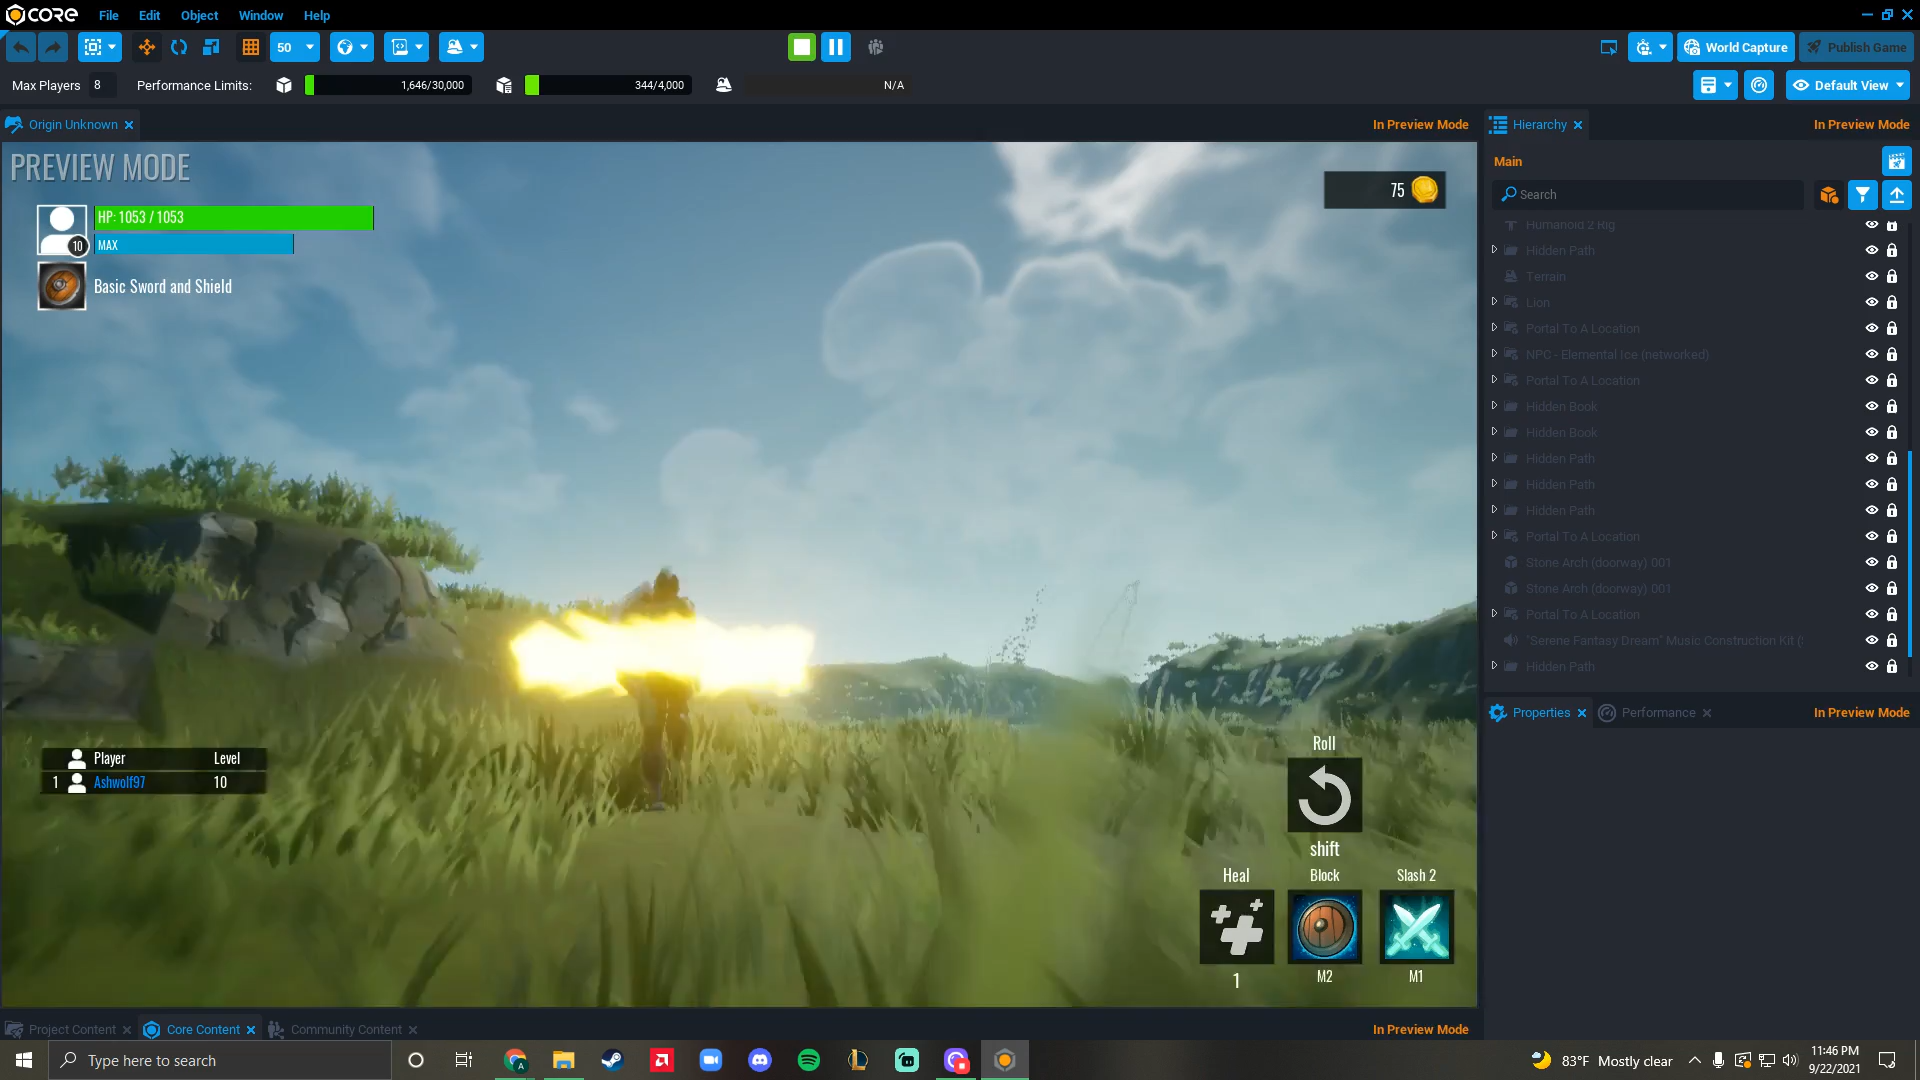 CORE
File Edit Object Window Help
50
World Capture
Publish Game
Max Players 8 Performance Limits: 1,646/30,000 344/4,000 N/A
Default View
Origin Unknown
In Preview Mode
Hierarchy
In Preview Mode
PREVIEW MODE
Main
Search
HP: 1053 / 1053
10
MAX
75
Basic Sword and Shield
Humanoid 2 Rig
Hidden Path
Terrain
Lion
Portal To A Location
NPC - Elemental Ice (networked)
Portal To A Location
Hidden Book
Hidden Book
Hidden Path
Hidden Path
Hidden Path
Portal To A Location
Stone Arch (doorway) 001
Stone Arch (doorway) 001
Portal To A Location
"Serene Fantasy Dream" Music Construction Kit (
Hidden Path
Properties
Performance
In Preview Mode
Player Level
1 Ashwolf97 10
Roll
shift
Heal Block Slash 2
1 M2 M1
Project Content
Core Content
Community Content
In Preview Mode
Type here to search
A
83°F Mostly clear
11:46 PM
9/22/2021